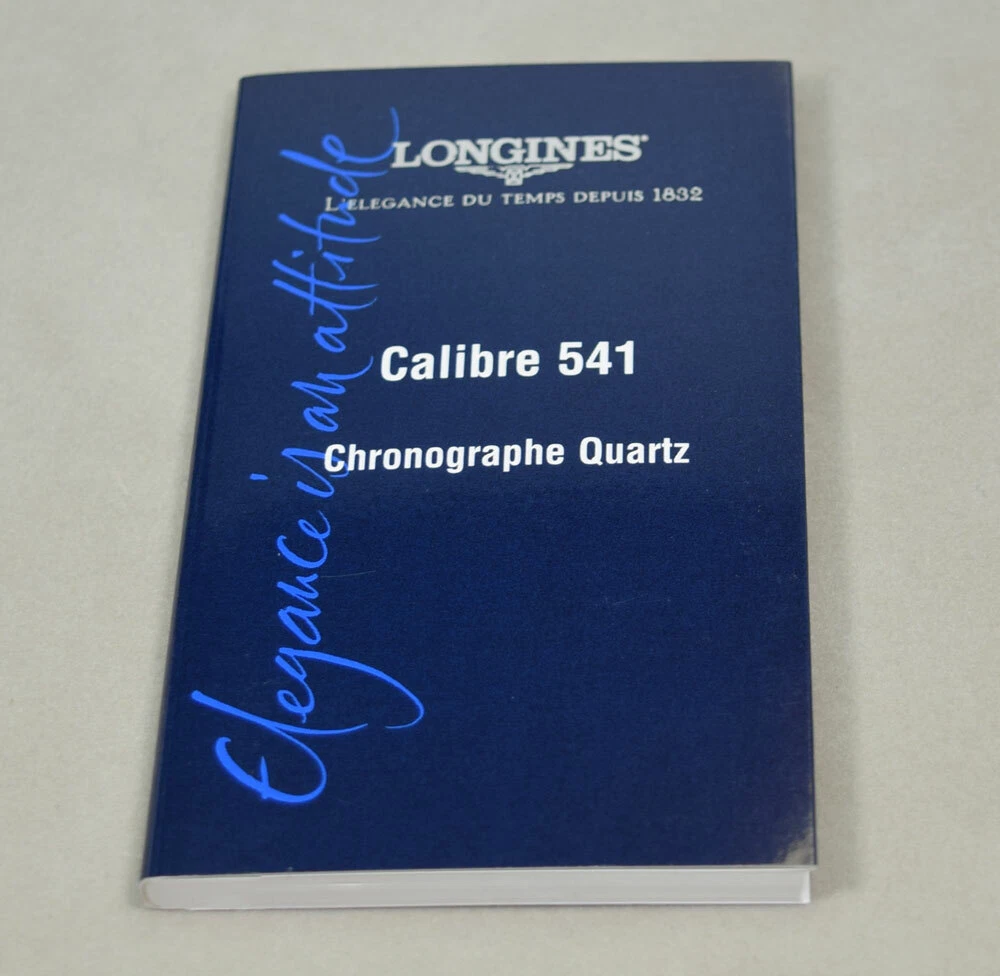 LONGINES
L'ELEGANCE DU TEMPS DEPUIS 1832
Calibre 541
Chronographe Quartz
Elegance is an attitude